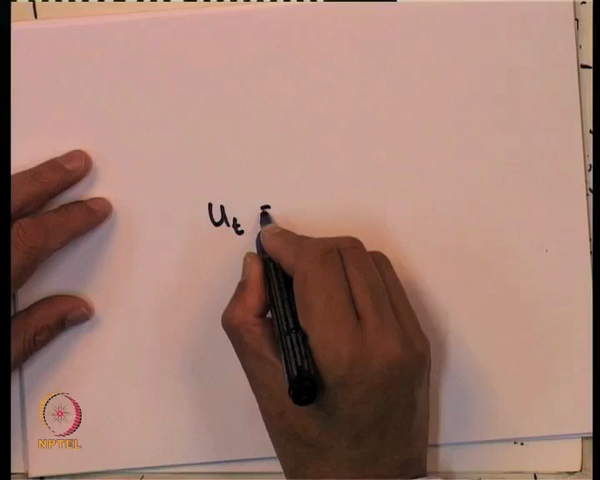 u_t =
NPTEL